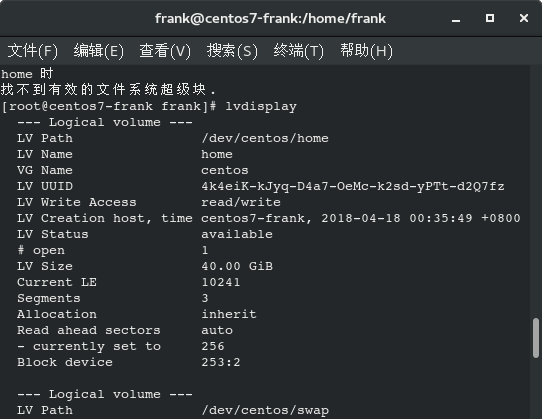 frank@centos7-frank:/home/frank
文件(F) 编辑(E) 查看(V) 搜索(S) 终端(T) 帮助(H)
home 时
找不到有效的文件系统超级块.
[root@centos7-frank frank]# lvdisplay
--- Logical volume ---
LV Path /dev/centos/home
LV Name home
VG Name centos
LV UUID 4k4eiK-kJyq-D4a7-OeMc-k2sd-yPTt-d2Q7fz
LV Write Access read/write
LV Creation host, time centos7-frank, 2018-04-18 00:35:49 +0800
LV Status available
# open 1
LV Size 40.00 GiB
Current LE 10241
Segments 3
Allocation inherit
Read ahead sectors auto
- currently set to 256
Block device 253:2
--- Logical volume ---
LV Path /dev/centos/swap